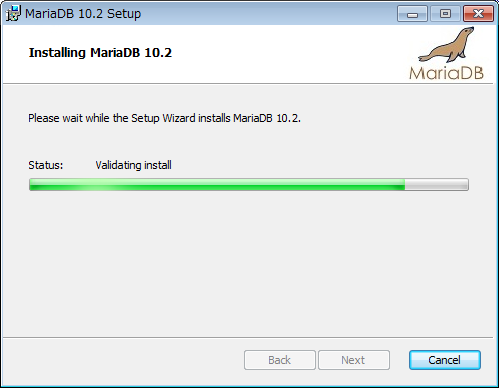 MariaDB 10.2 Setup
Installing MariaDB 10.2
MariaDB
Please wait while the Setup Wizard installs MariaDB 10.2.
Status: Validating install
Back Next Cancel